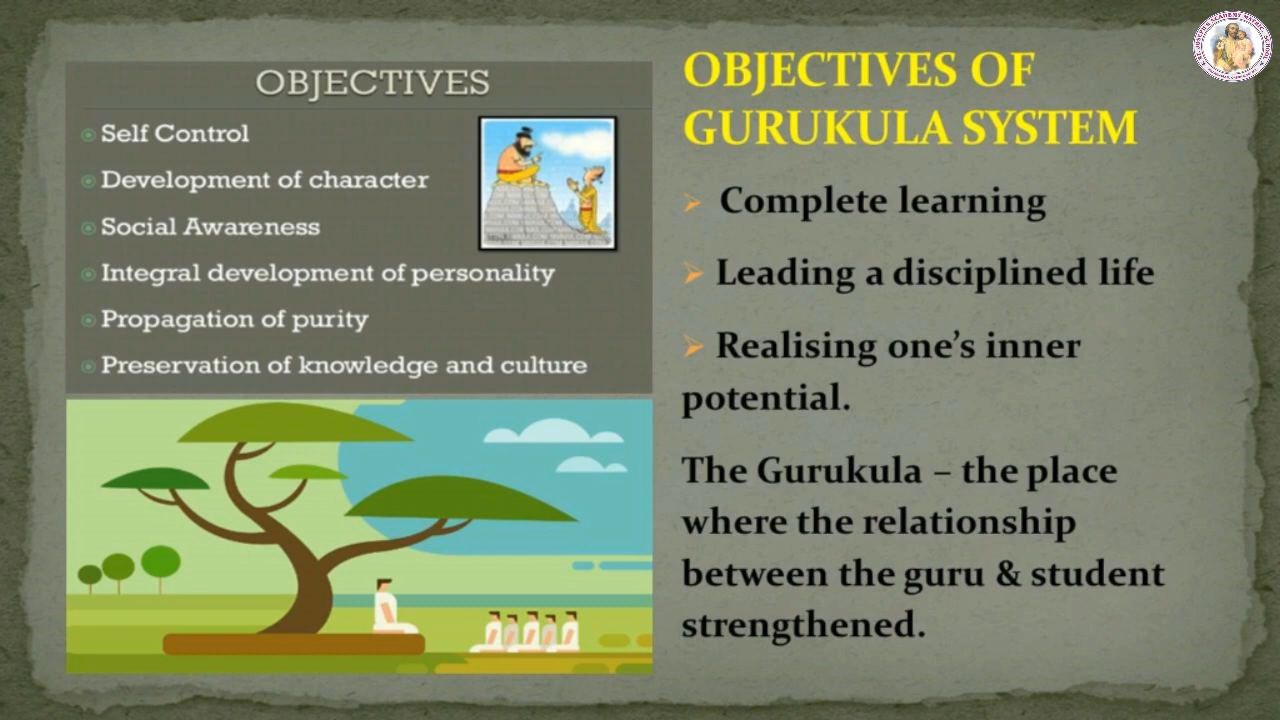 OBJECTIVES
Self Control
Development of character
Social Awareness
Integral development of personality
Propagation of purity
Preservation of knowledge and culture
OBJECTIVES OF
GURUKULA SYSTEM
Complete learning
Leading a disciplined life
Realising one’s inner
potential.
The Gurukula – the place
where the relationship
between the guru & student
strengthened.